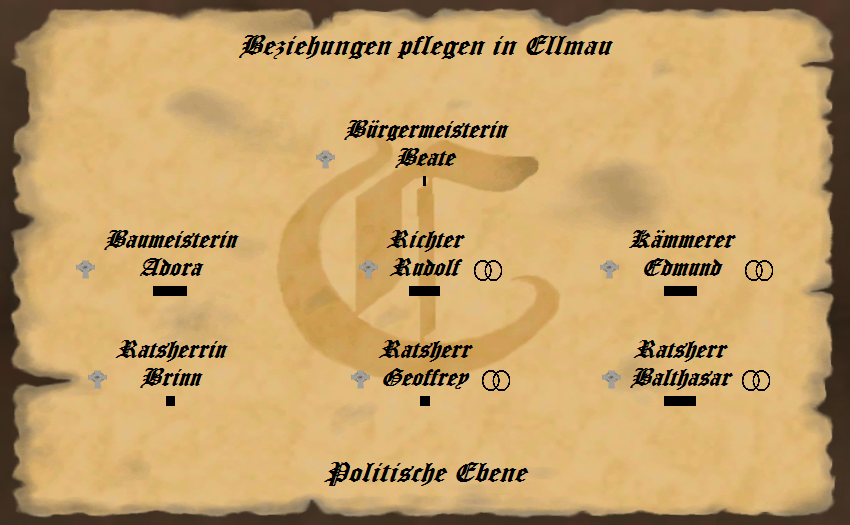 Beziehungen pflegen in Ellmau
Bürgermeisterin
Beate
Baumeisterin
Adora
Richter
Rudolf
Kämmerer
Edmund
Ratsherrin
Brinn
Ratsherr
Geoffrey
Ratsherr
Balthasar
Politische Ebene